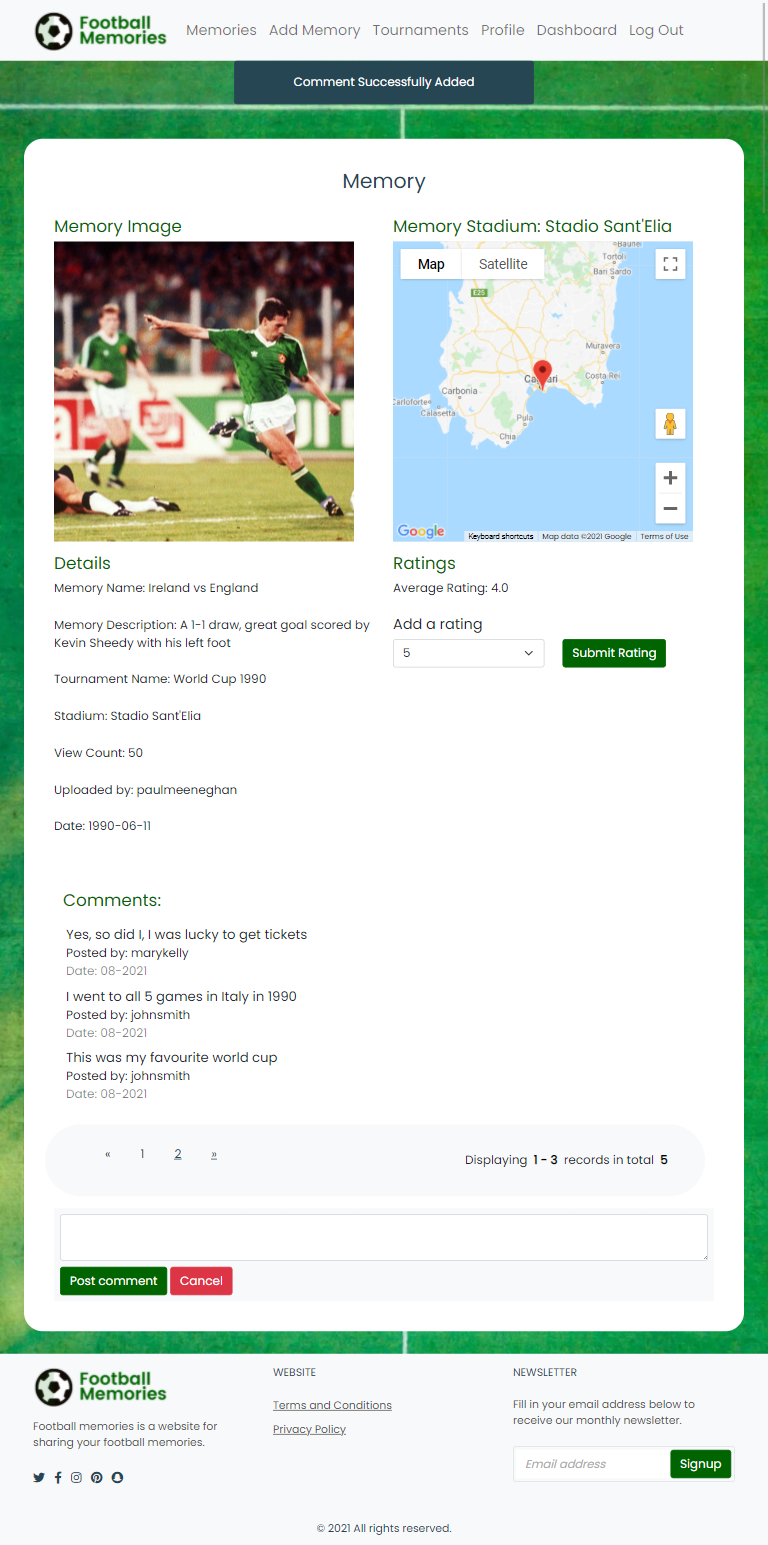 Football
Memories
Memories Add Memory Tournaments Profile Dashboard Log Out
Comment Successfully Added
Memory
Memory Image
Memory Stadium: Stadio Sant'Elia
Map Satellite
Tortolì
Bari Sardo
E25
Muravera
Costa Rei
Carbonia
Carloforte
Calasetta
Pula
Chia
Google
Keyboard shortcuts Map data ©2021 Google Terms of Use
Details
Memory Name: Ireland vs England
Memory Description: A 1-1 draw, great goal scored by
Kevin Sheedy with his left foot
Tournament Name: World Cup 1990
Stadium: Stadio Sant'Elia
View Count: 50
Uploaded by: paulmeeneghan
Date: 1990-06-11
Ratings
Average Rating: 4.0
Add a rating
5
Submit Rating
Comments:
Yes, so did I, I was lucky to get tickets
Posted by: marykelly
Date: 08-2021
I went to all 5 games in Italy in 1990
Posted by: johnsmith
Date: 08-2021
This was my favourite world cup
Posted by: johnsmith
Date: 08-2021
« 1 2 »
Displaying 1 - 3 records in total 5
Post comment Cancel
Football
Memories
Football memories is a website for
sharing your football memories.
WEBSITE
Terms and Conditions
Privacy Policy
NEWSLETTER
Fill in your email address below to
receive our monthly newsletter.
Email address
Signup
© 2021 All rights reserved.